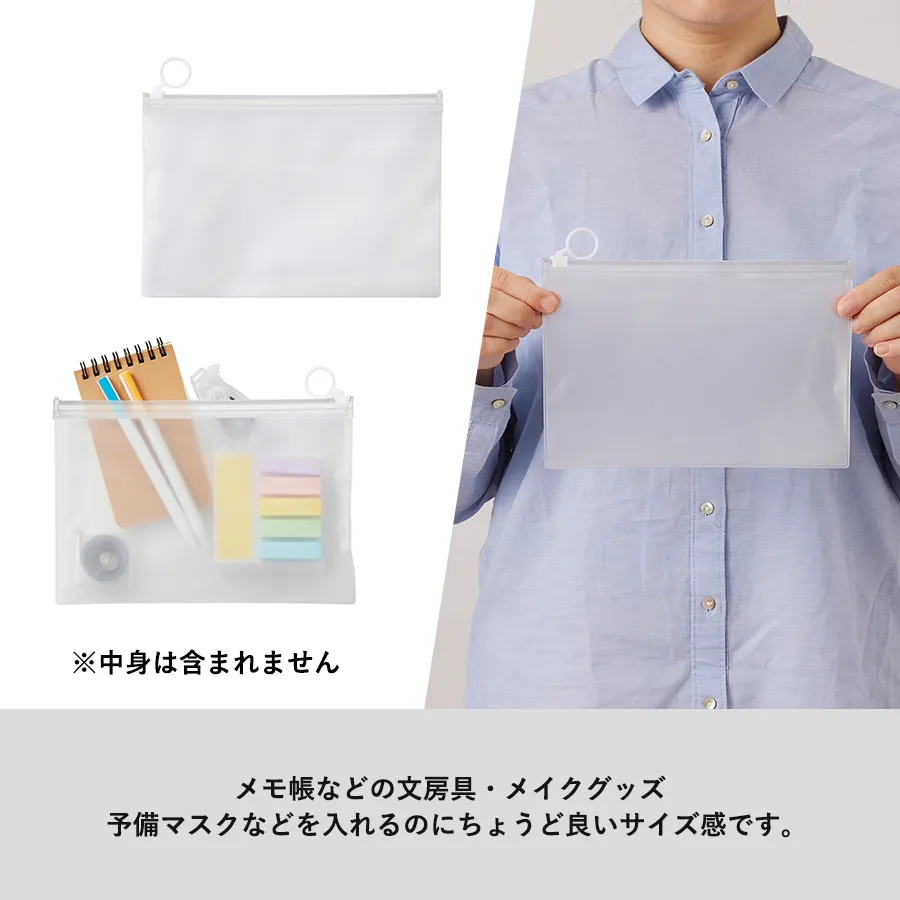 ※中身は含まれません
メモ帳などの文房具・メイクグッズ
予備マスクなどを入れるのにちょうど良いサイズ感です。